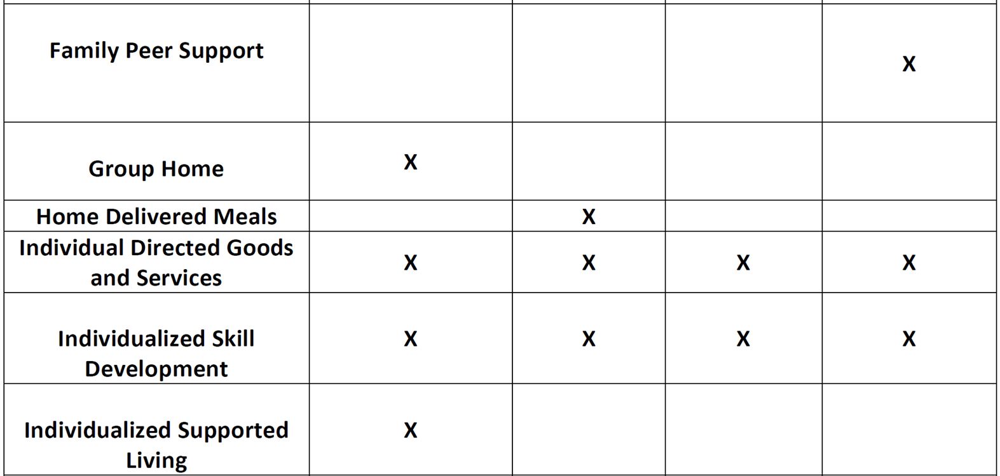 Family Peer Support
X
Group Home
X
Home Delivered Meals
X
Individual Directed Goods
and Services
X X X X
Individualized Skill
Development
X X X X
Individualized Supported
Living
X